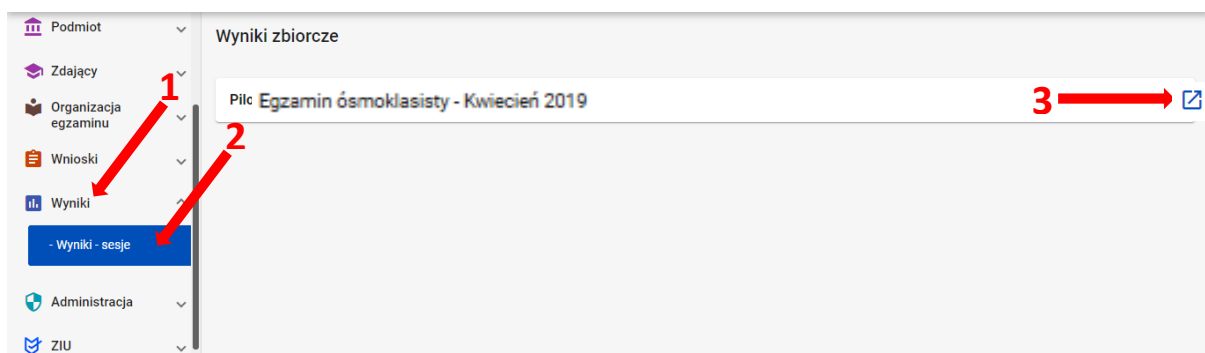 Podmiot
Zdający
Organizacja
egzaminu
Wnioski
Wyniki
- Wyniki - sesje
Administracja
ZIU
1
2
Wyniki zbiorcze
Pilc Egzamin ósmoklasisty - Kwiecień 2019
3